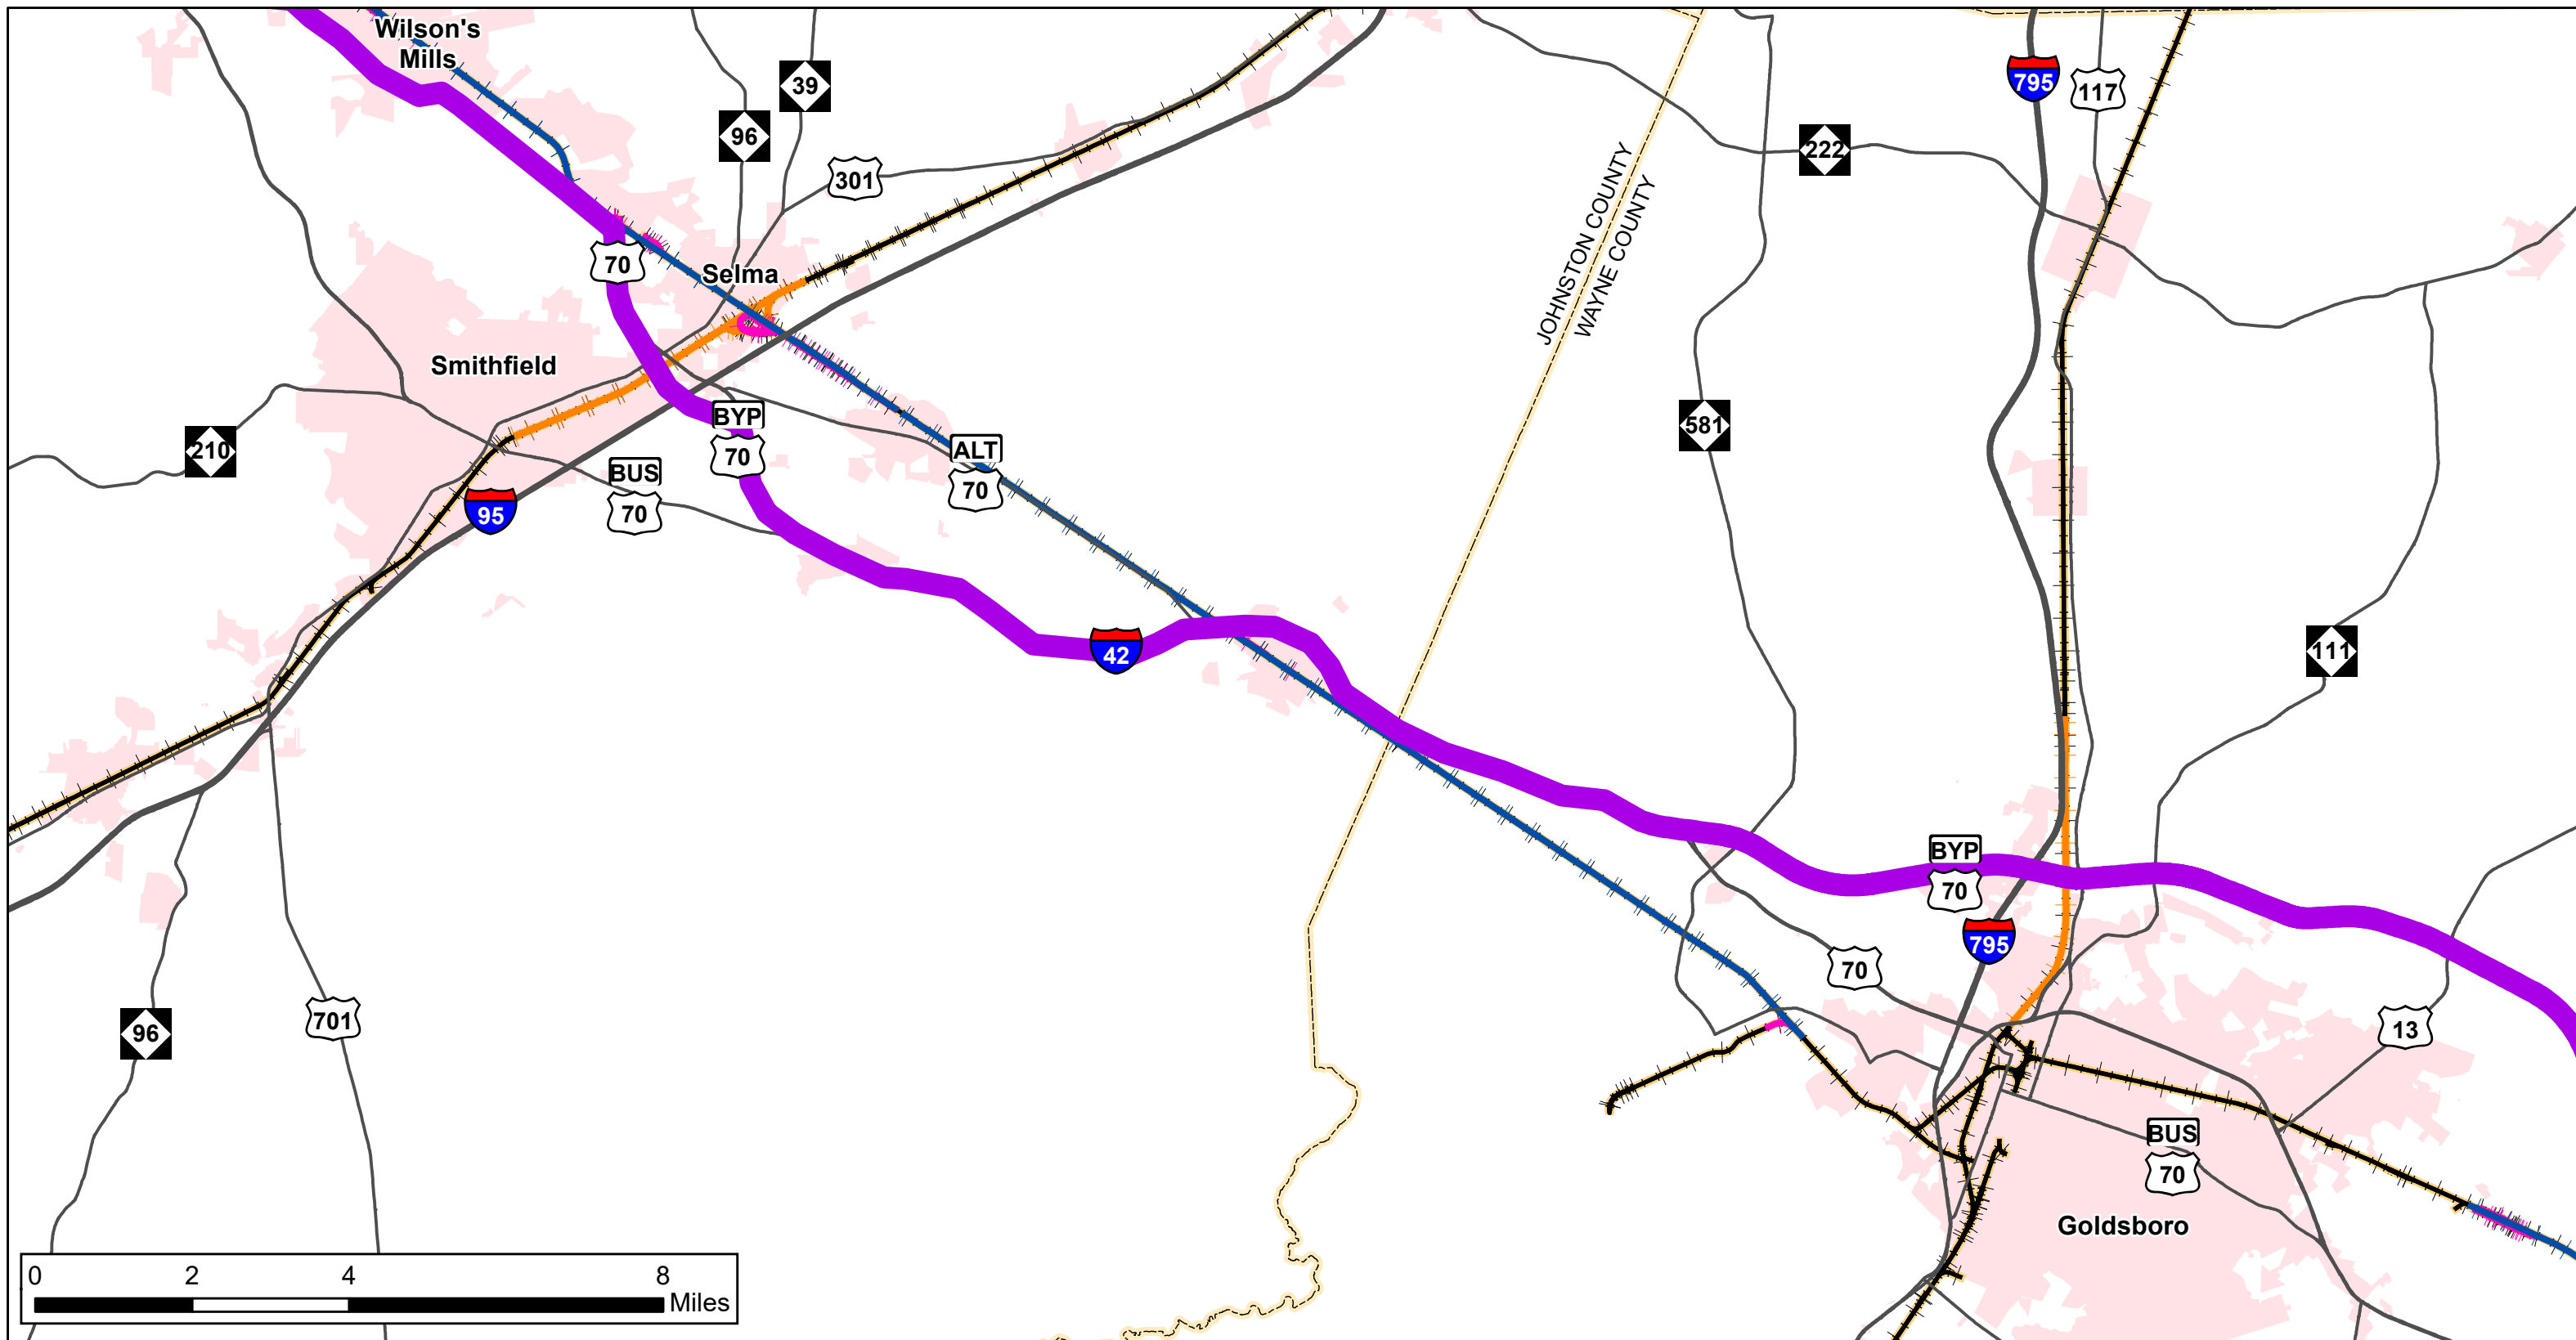 Wilson's
Mills
39
96
301
795
117
222
70
Selma
JOHNSTON COUNTY
WAYNE COUNTY
Smithfield
210
BYP
70
BUS
70
ALT
70
95
581
42
111
BYP
70
795
70
96
701
13
BUS
70
Goldsboro
0 2 4 8
Miles